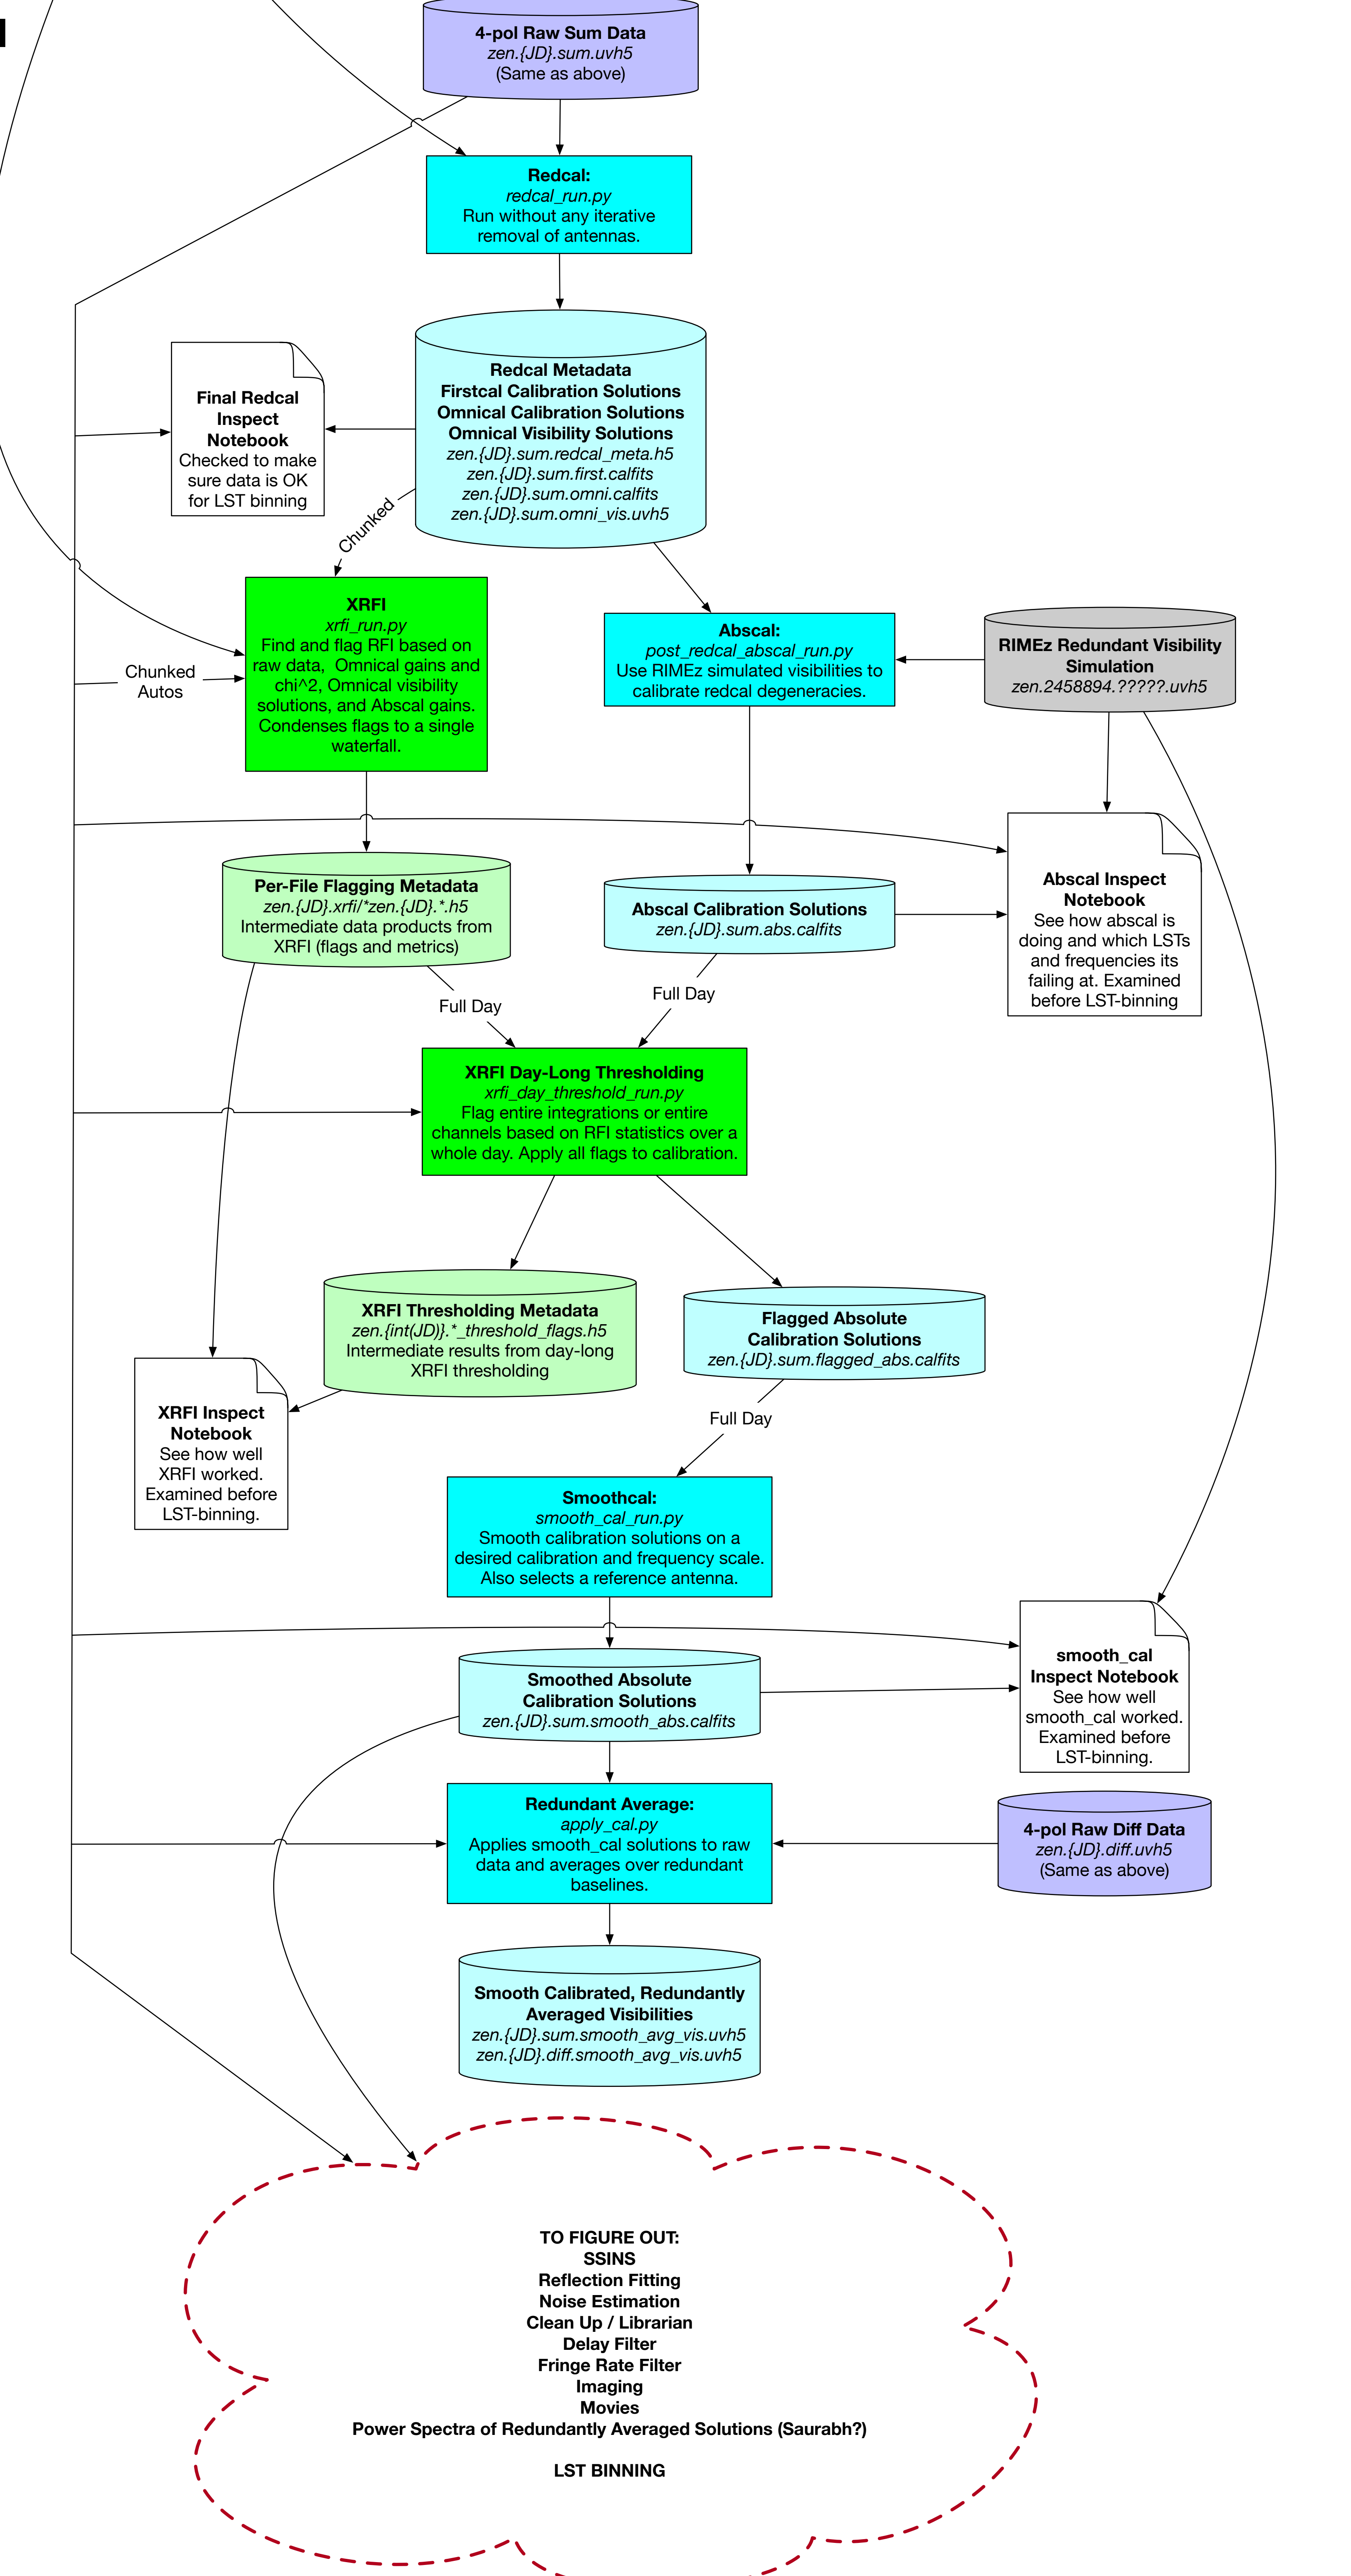 4-pol Raw Sum Data
zen.{JD}.sum.uvh5
(Same as above)
Redcal:
redcal_run.py
Run without any iterative
removal of antennas.
Redcal Metadata
Firstcal Calibration Solutions
Omnical Calibration Solutions
Omnical Visibility Solutions
zen.{JD}.sum.redcal_meta.h5
zen.{JD}.sum.first.calfits
zen.{JD}.sum.omni.calfits
zen.{JD}.sum.omni_vis.uvh5
Final Redcal
Inspect
Notebook
Checked to make
sure data is OK
for LST binning
Chunked
XRFI
xrfi_run.py
Find and flag RFI based on
raw data,  Omnical gains and
chi^2, Omnical visibility
solutions, and Abscal gains.
Condenses flags to a single
waterfall.
Chunked
Autos
Abscal:
post_redcal_abscal_run.py
Use RIMEz simulated visibilities to
calibrate redcal degeneracies.
RIMEz Redundant Visibility
Simulation
zen.2458894.?????.uvh5
Per-File Flagging Metadata
zen.{JD}.xrfi/*zen.{JD}.*.h5
Intermediate data products from
XRFI (flags and metrics)
Abscal Calibration Solutions
zen.{JD}.sum.abs.calfits
Abscal Inspect
Notebook
See how abscal is
doing and which LSTs
and frequencies its
failing at. Examined
before LST-binning
Full Day
Full Day
XRFI Day-Long Thresholding
xrfi_day_threshold_run.py
Flag entire integrations or entire
channels based on RFI statistics over a
whole day. Apply all flags to calibration.
XRFI Thresholding Metadata
zen.{int(JD)}.*_threshold_flags.h5
Intermediate results from day-long
XRFI thresholding
Flagged Absolute
Calibration Solutions
zen.{JD}.sum.flagged_abs.calfits
XRFI Inspect
Notebook
See how well
XRFI worked.
Examined before
LST-binning.
Full Day
Smoothcal:
smooth_cal_run.py
Smooth calibration solutions on a
desired calibration and frequency scale.
Also selects a reference antenna.
Smoothed Absolute
Calibration Solutions
zen.{JD}.sum.smooth_abs.calfits
smooth_cal
Inspect Notebook
See how well
smooth_cal worked.
Examined before
LST-binning.
Redundant Average:
apply_cal.py
Applies smooth_cal solutions to raw
data and averages over redundant
baselines.
4-pol Raw Diff Data
zen.{JD}.diff.uvh5
(Same as above)
Smooth Calibrated, Redundantly
Averaged Visibilities
zen.{JD}.sum.smooth_avg_vis.uvh5
zen.{JD}.diff.smooth_avg_vis.uvh5
TO FIGURE OUT:
SSINS
Reflection Fitting
Noise Estimation
Clean Up / Librarian
Delay Filter
Fringe Rate Filter
Imaging
Movies
Power Spectra of Redundantly Averaged Solutions (Saurabh?)
LST BINNING